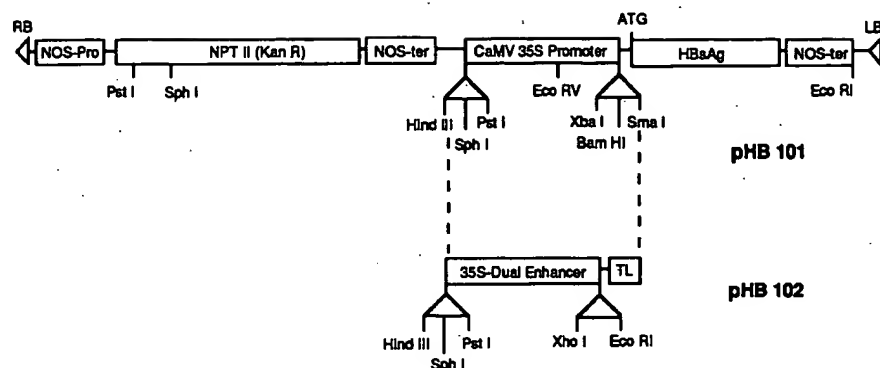 RB
ATG
LB
NOS-Pro
NPT II (Kan R)
NOS-ter
CaMV 35S Promoter
HBsAg
NOS-ter
Pst I
Sph I
Eco RV
Eco RI
Hind III
Pst I
Xba I
Sma I
Sph I
Bam HI
pHB 101
35S-Dual Enhancer
TL
pHB 102
Hind III
Pst I
Xho I
Eco RI
Sph I